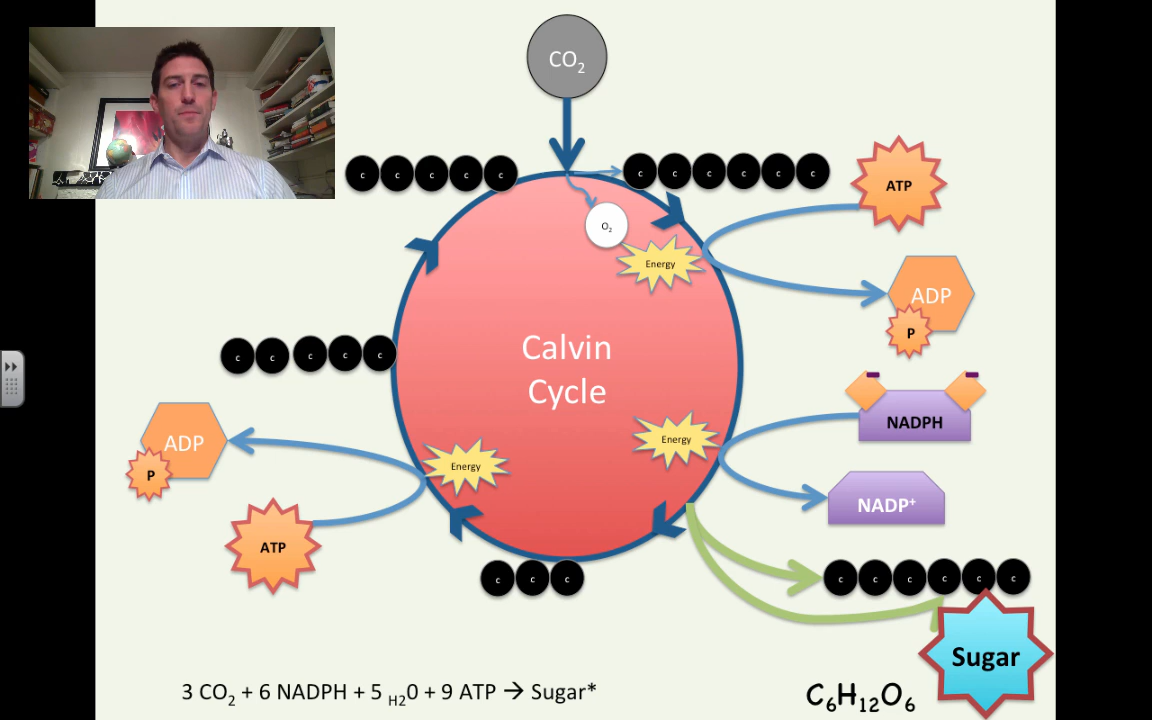 CO2
c c c c c
c c c c c c
ATP
O2
Energy
ADP
P
Calvin
Cycle
c c c c c
NADPH
ADP
P
Energy
Energy
NADP+
ATP
c c c
c c c c c c
Sugar
3 CO2 + 6 NADPH + 5 H20 + 9 ATP → Sugar*
C6H12O6